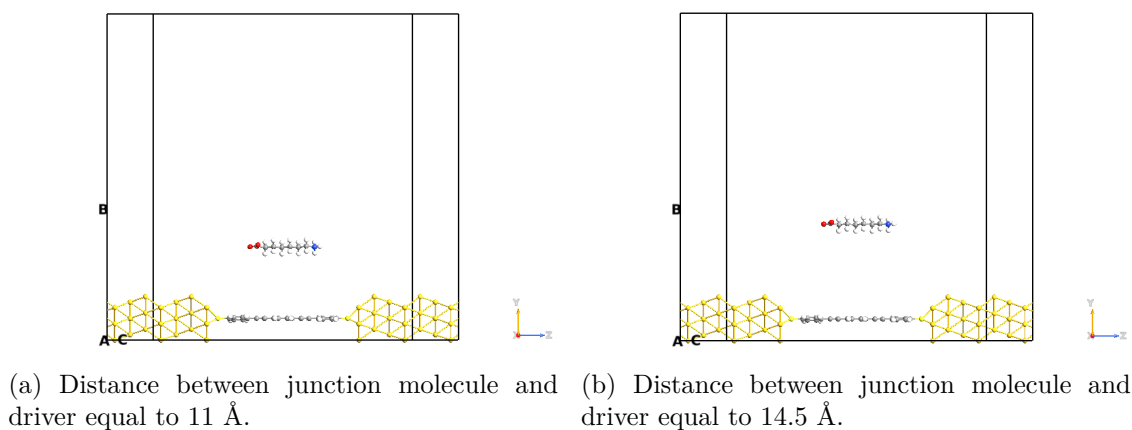 B
A C
Y
X Z
B
A C
Y
X Z
(a) Distance between junction molecule and
driver equal to 11 Å.
(b) Distance between junction molecule and
driver equal to 14.5 Å.